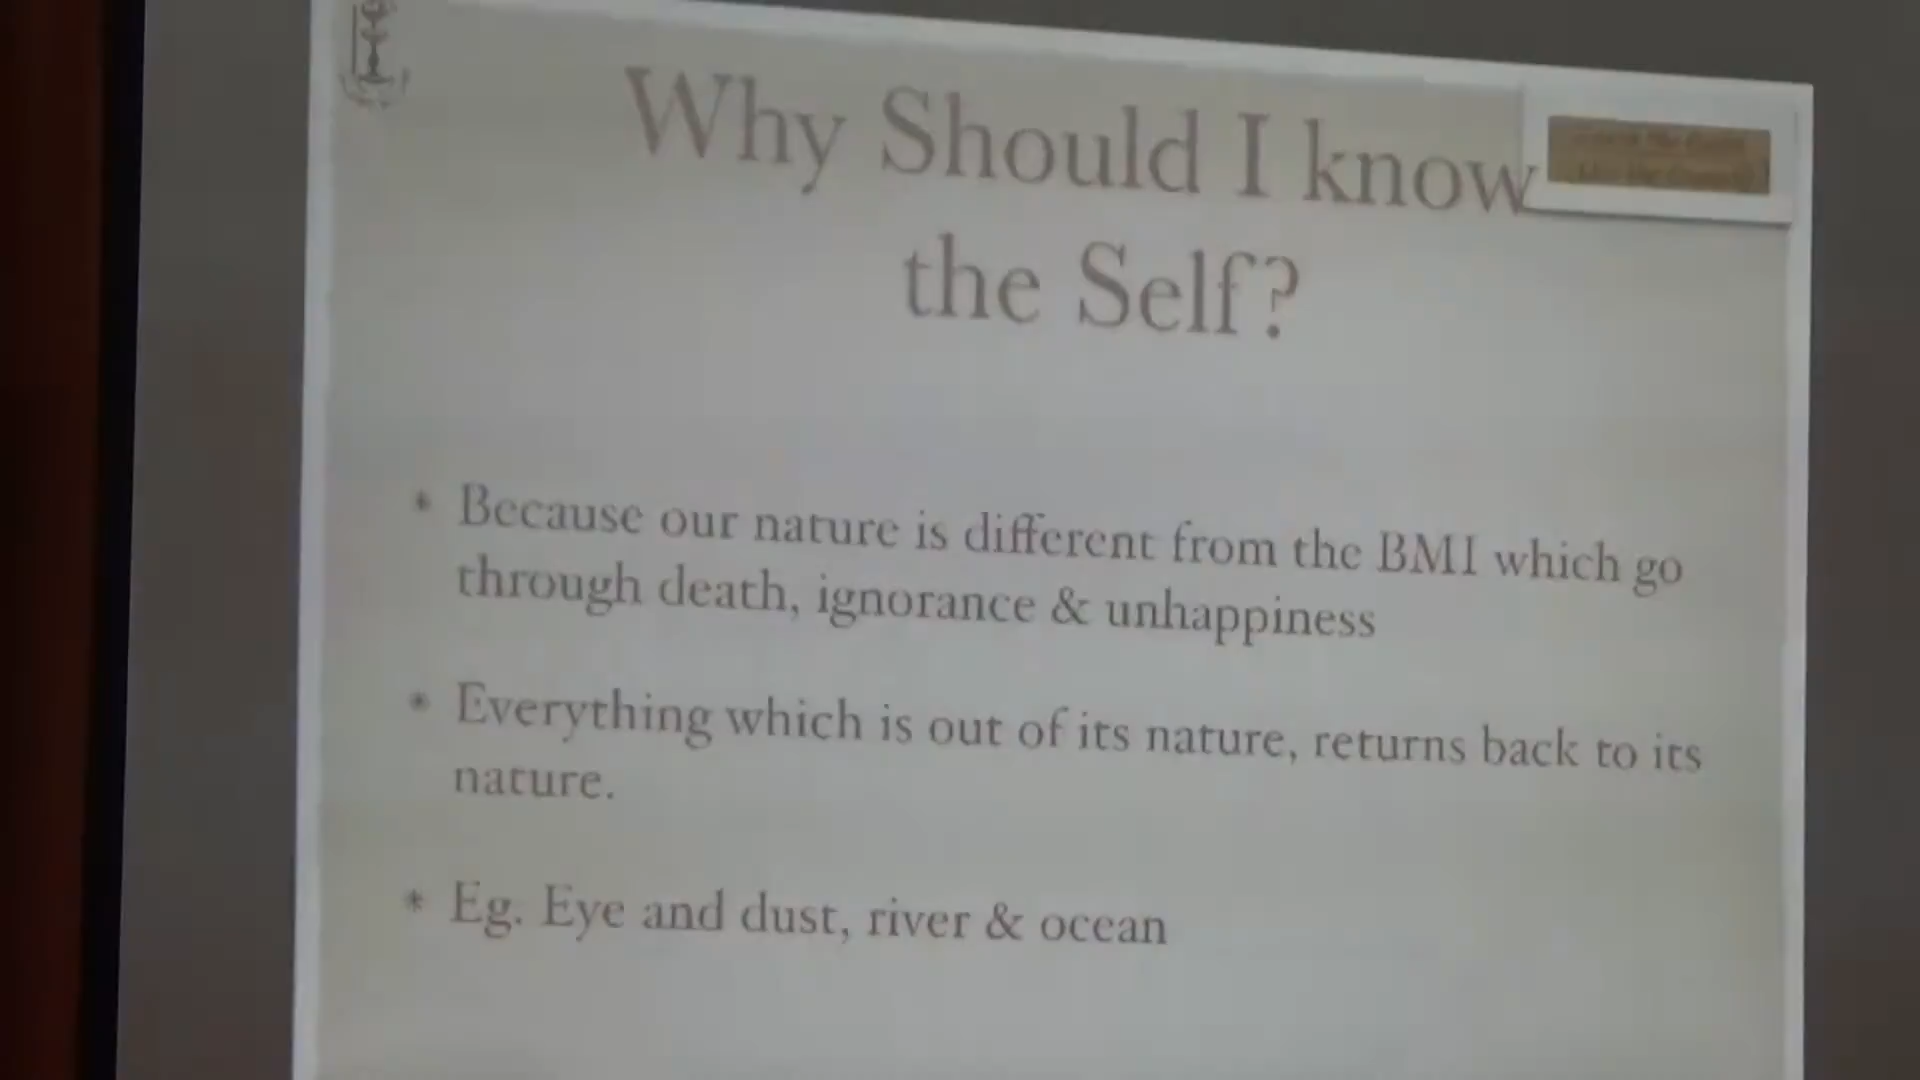 Why Should I know
the Self?
* Because our nature is different from the BMI which go
through death, ignorance & unhappiness
* Everything which is out of its nature, returns back to its
nature.
* Eg. Eye and dust, river & ocean